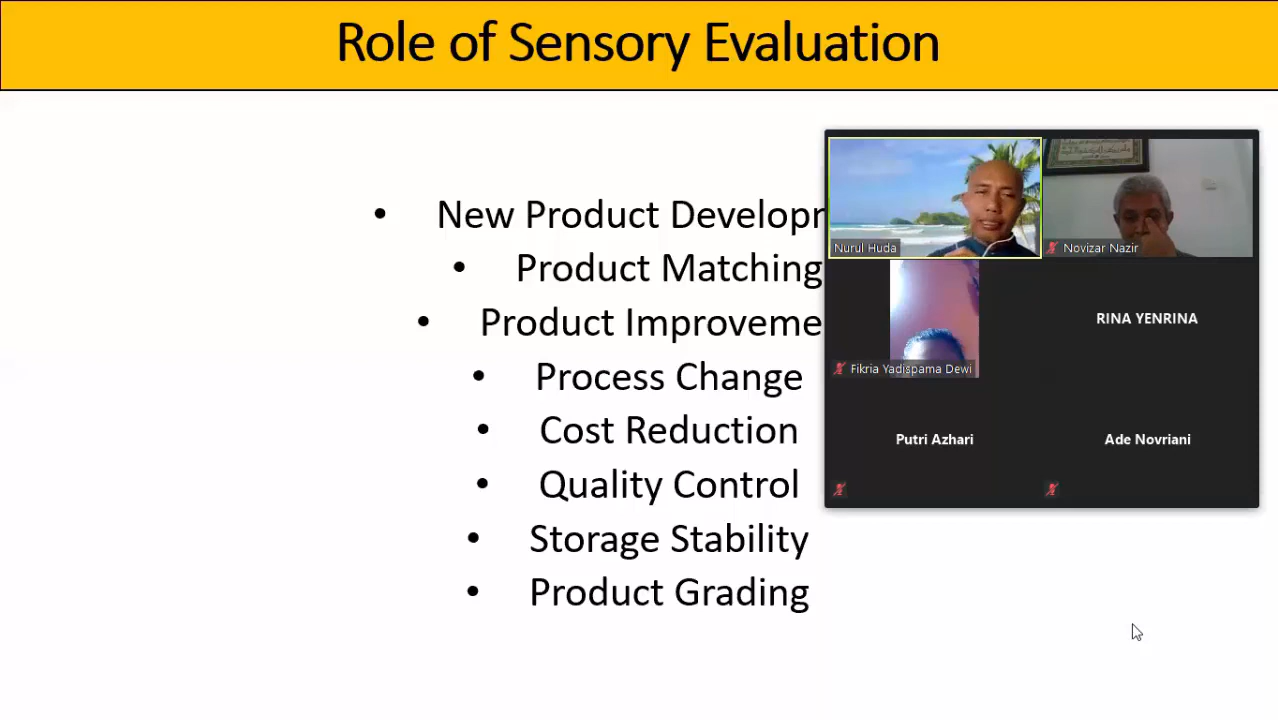 Role of Sensory Evaluation
• New Product Developr
• Product Matching
• Product Improveme
• Process Change
• Cost Reduction
• Quality Control
• Storage Stability
• Product Grading
Nurul Huda
Novizar Nazir
Fikria Yadispama Dewi
RINA YENRINA
Putri Azhari
Ade Novriani